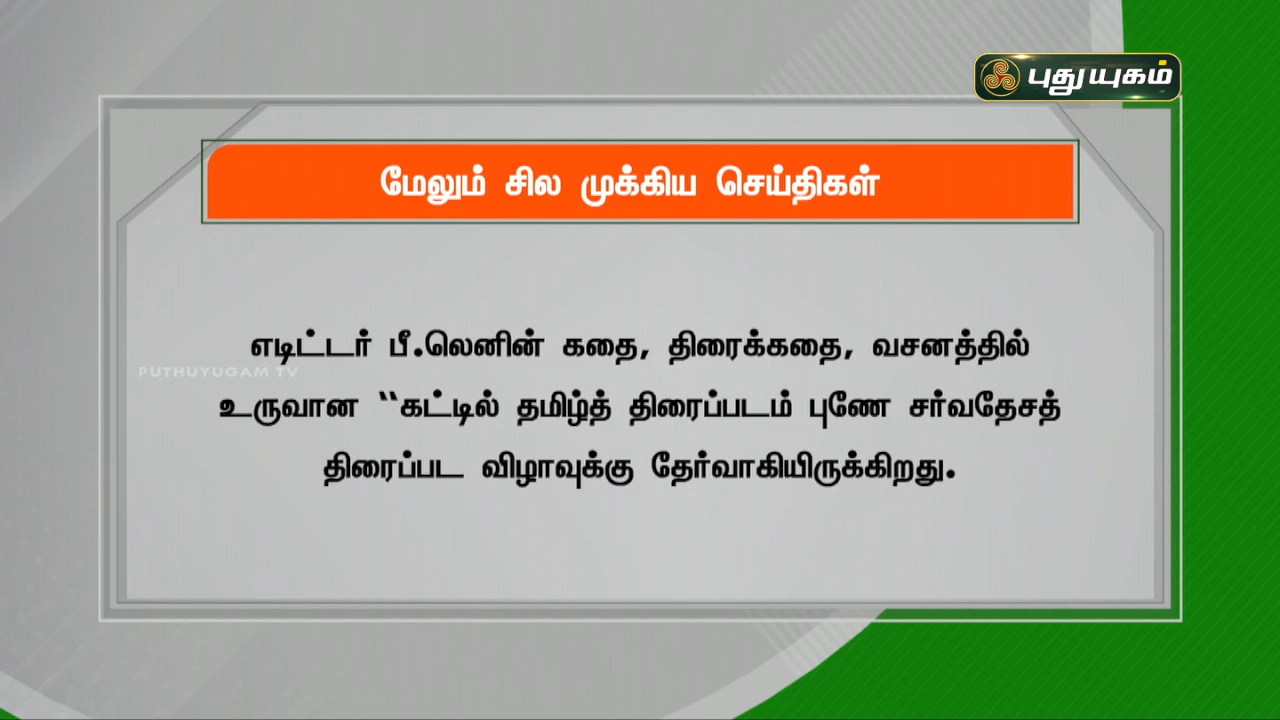 புதுயுகம்
மேலும் சில முக்கிய செய்திகள்
எடிட்டர் பீ.லெனின் கதை, திரைக்கதை, வசனத்தில்
PUTHUYUGAM TV
உருவான “கட்டில் தமிழ்த் திரைப்படம் புணே சர்வதேசத்
திரைப்பட விழாவுக்கு தேர்வாகியிருக்கிறது.